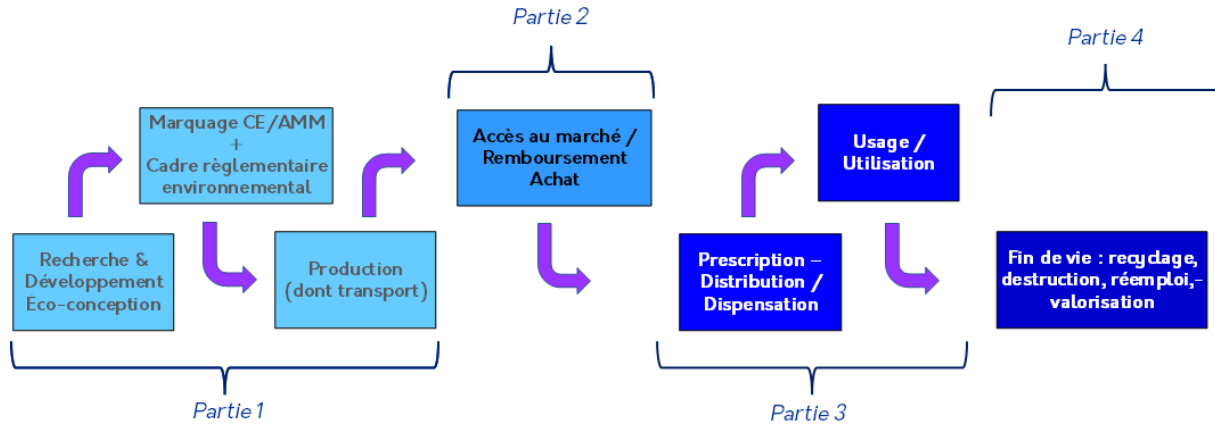 Partie 2
Partie 4
Marquage CE/AMM
+
Cadre règlementaire
environnemental
Accès au marché /
Remboursement
Achat
Usage /
Utilisation
Recherche &
Développement
Eco-conception
Production
(dont transport)
Prescription –
Distribution /
Dispensation
Fin de vie : recyclage,
destruction, réemploi,–
valorisation
Partie 1
Partie 3